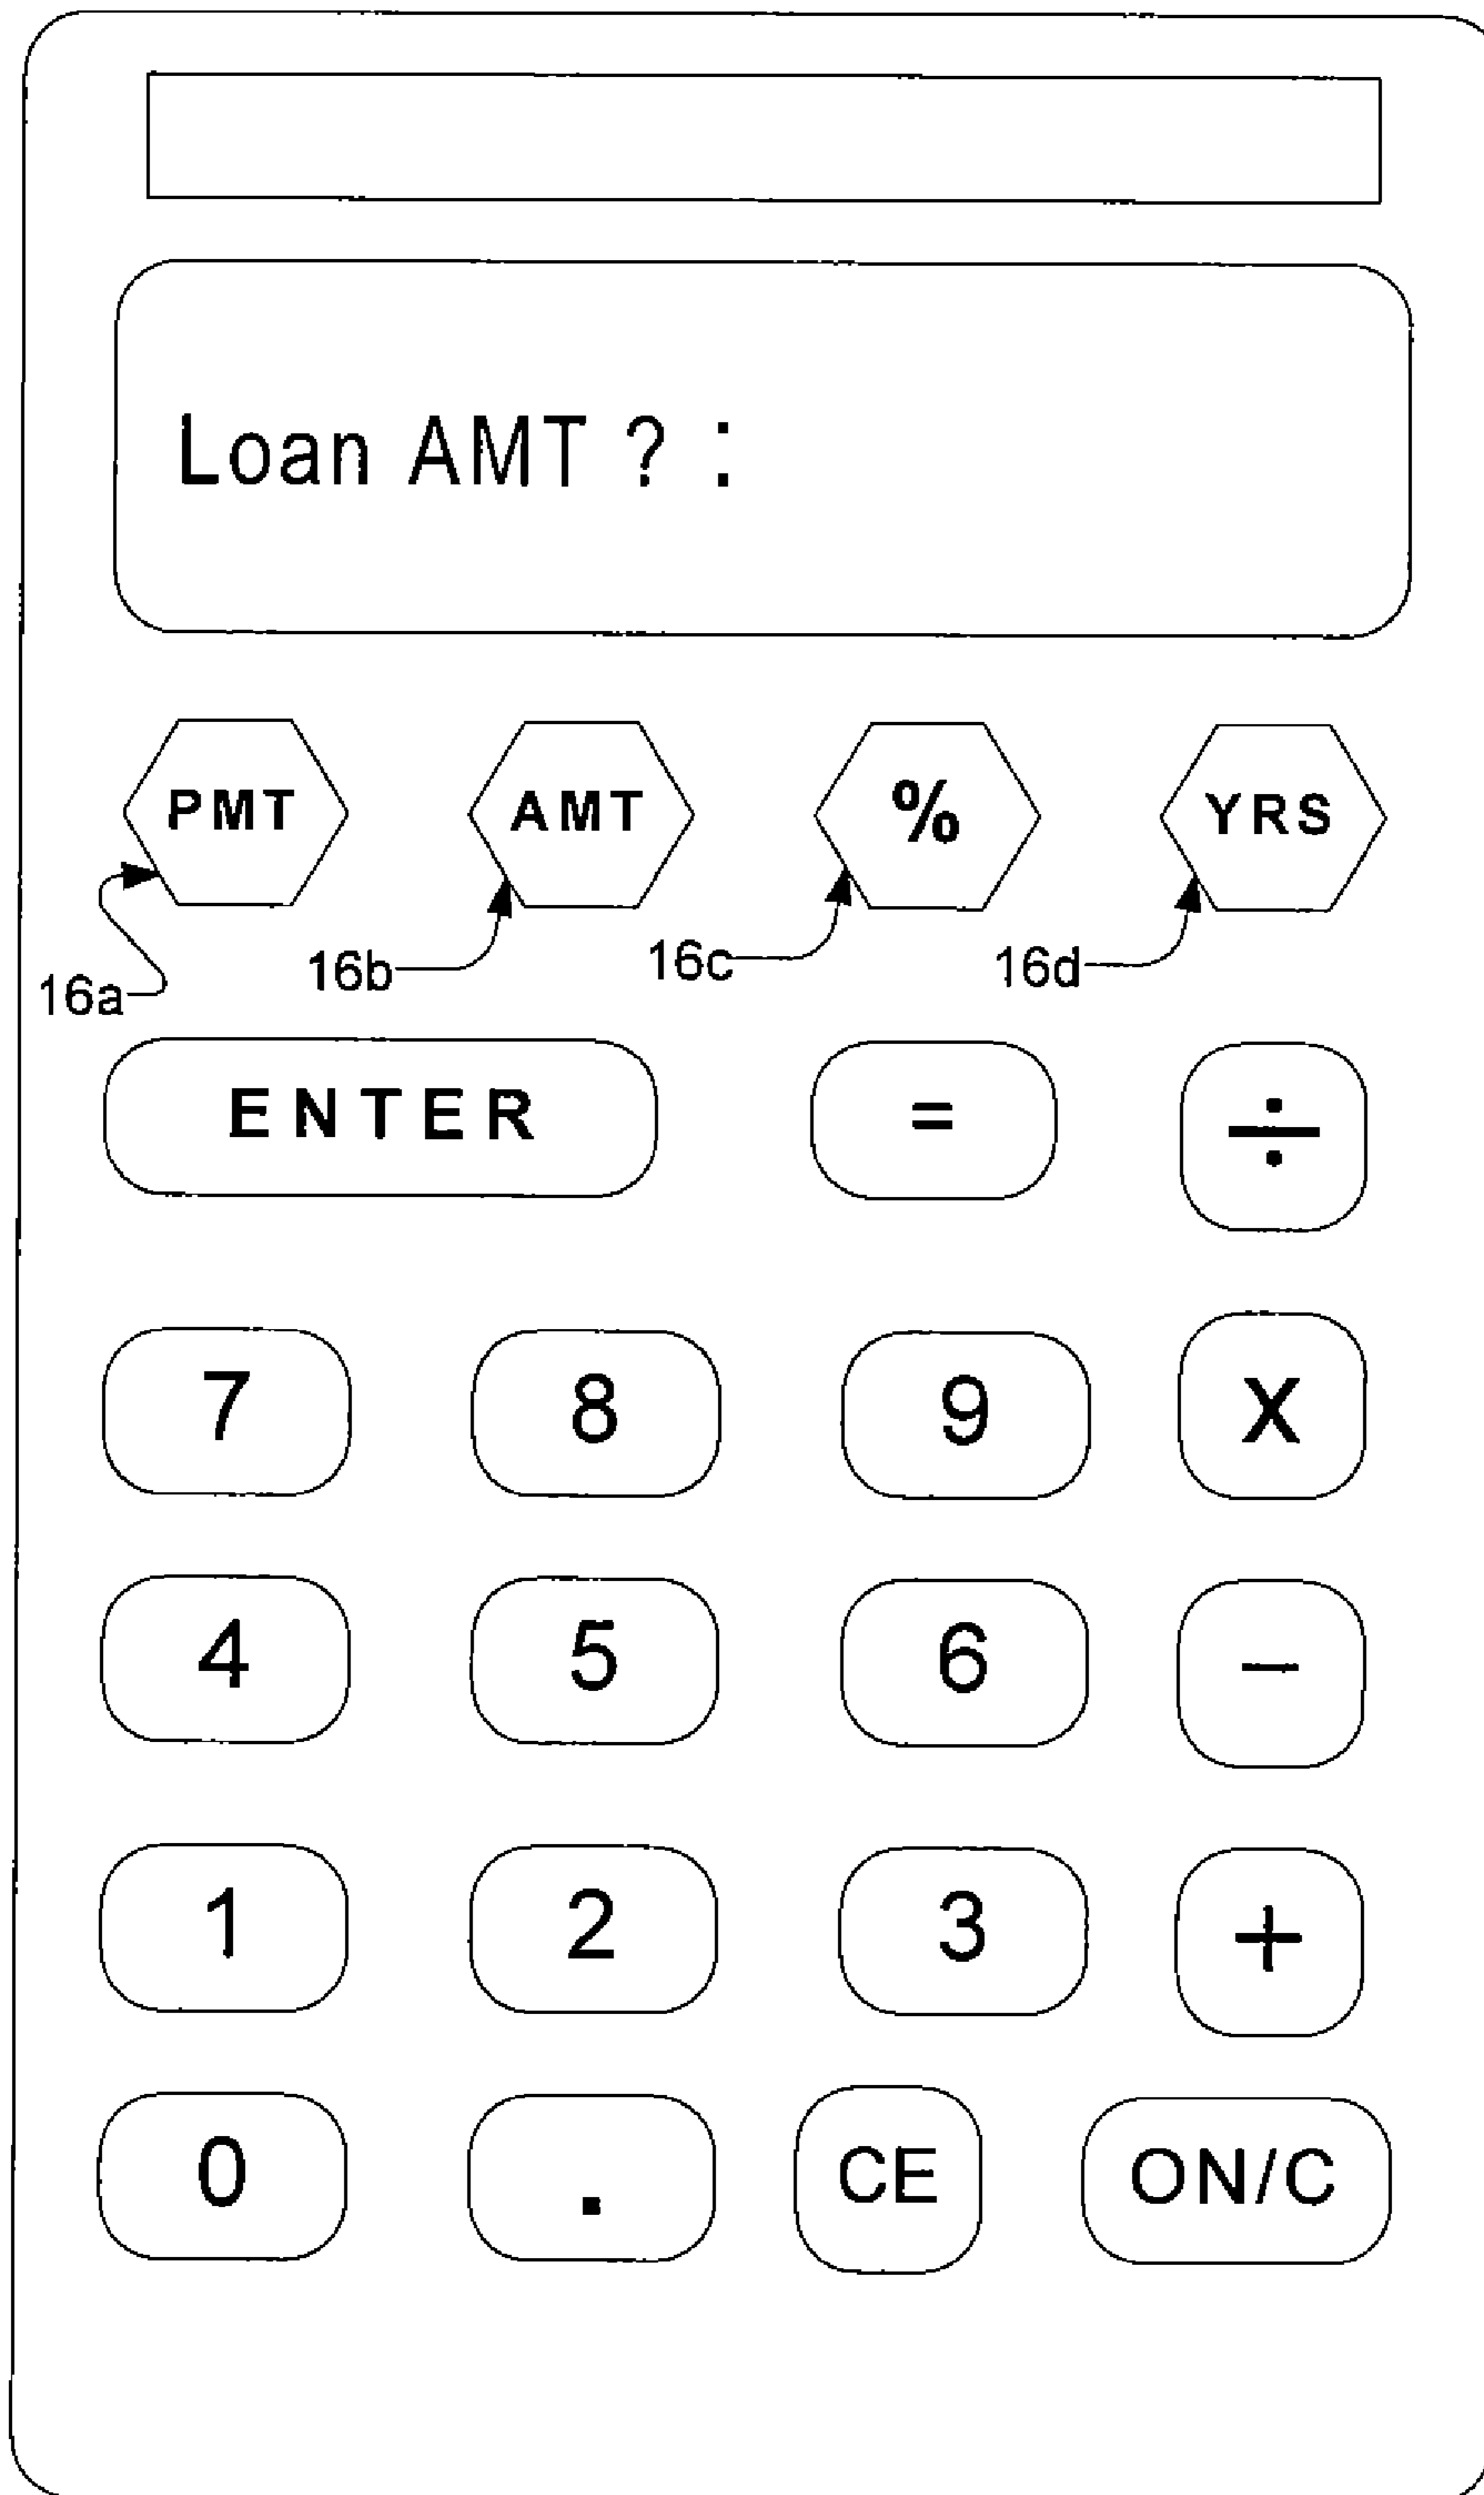 Loan AMT ? :
PMT AMT % YRS
16a 16b 16c 16d
ENTER = ÷
7 8 9 X
4 5 6 −
1 2 3 +
0 . CE ON/C